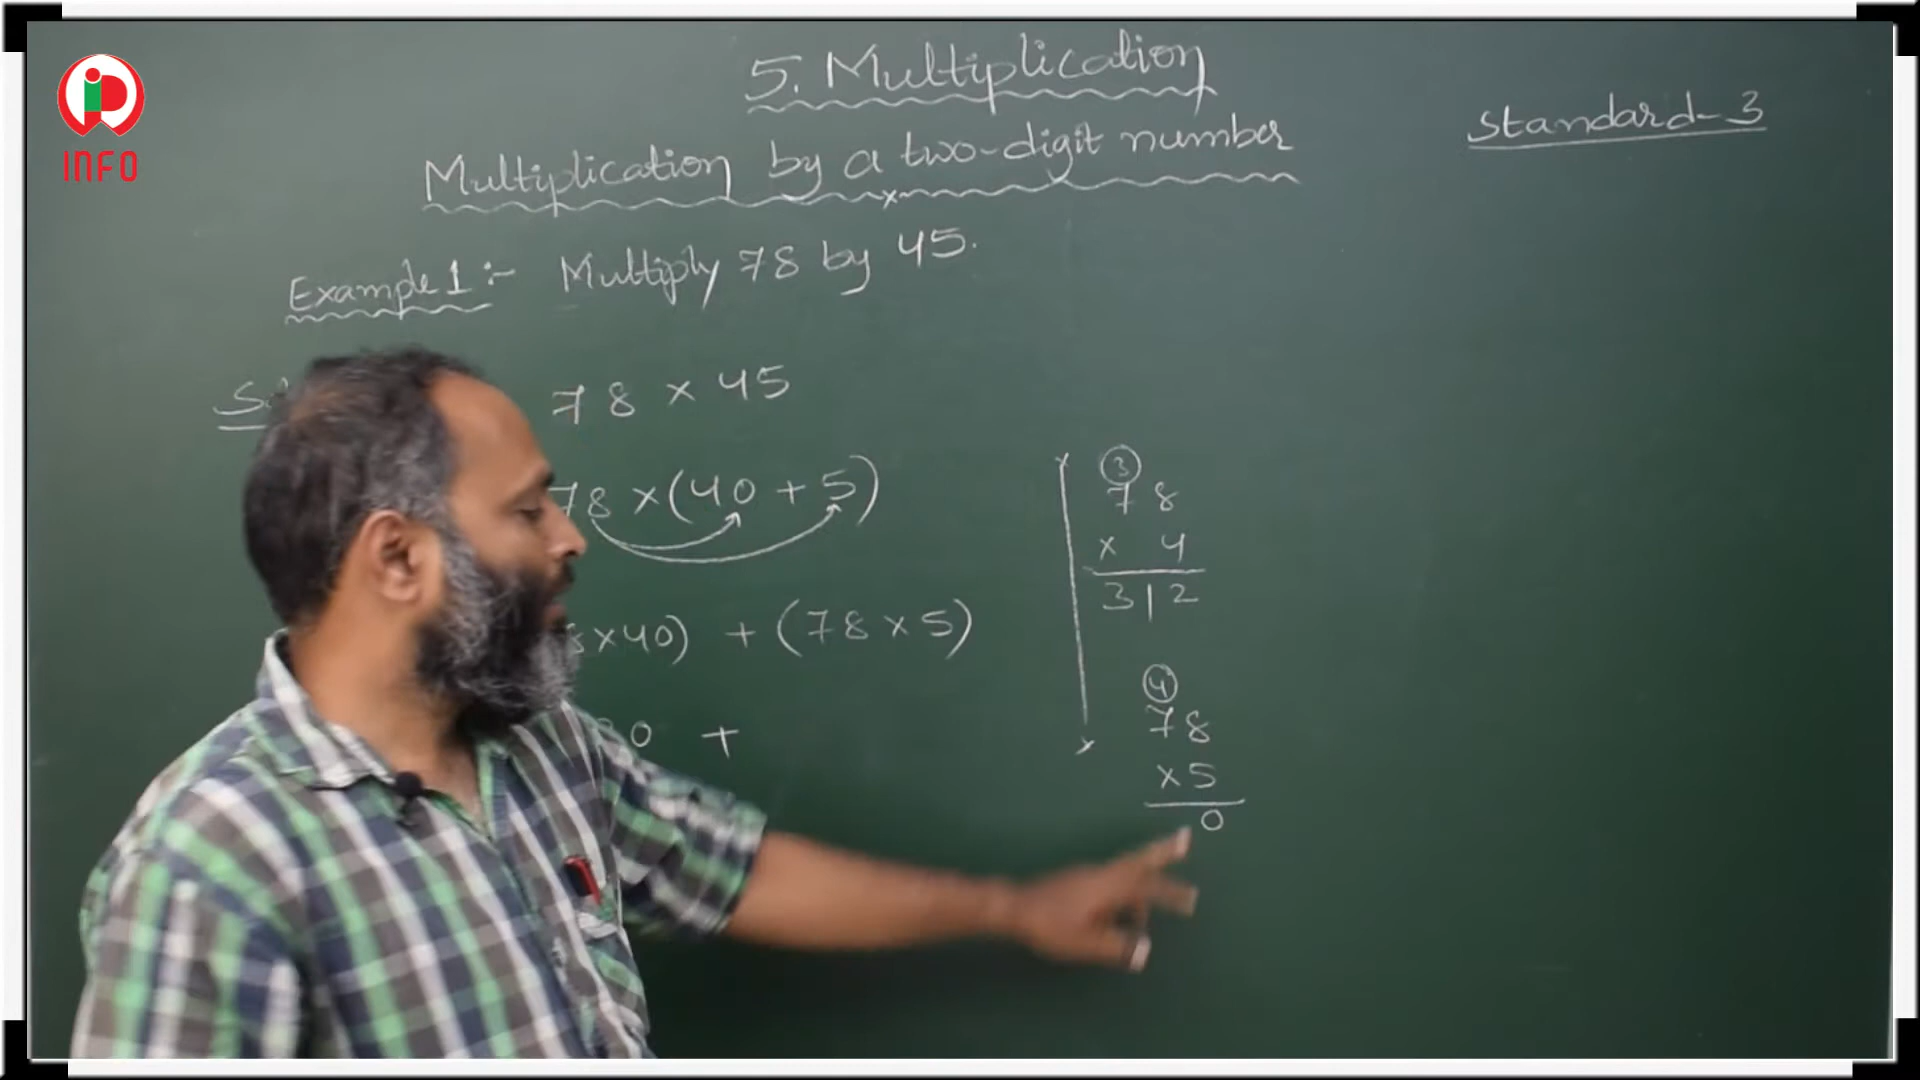 INFO
5. Multiplication
Standard-3
Multiplication by a two-digit number
Example 1 :- Multiply 78 by 45.
78 × 45
78 × (40 + 5)
×40) + (78 × 5)
0 +
3
78
× 4
312
4
78
×5
0